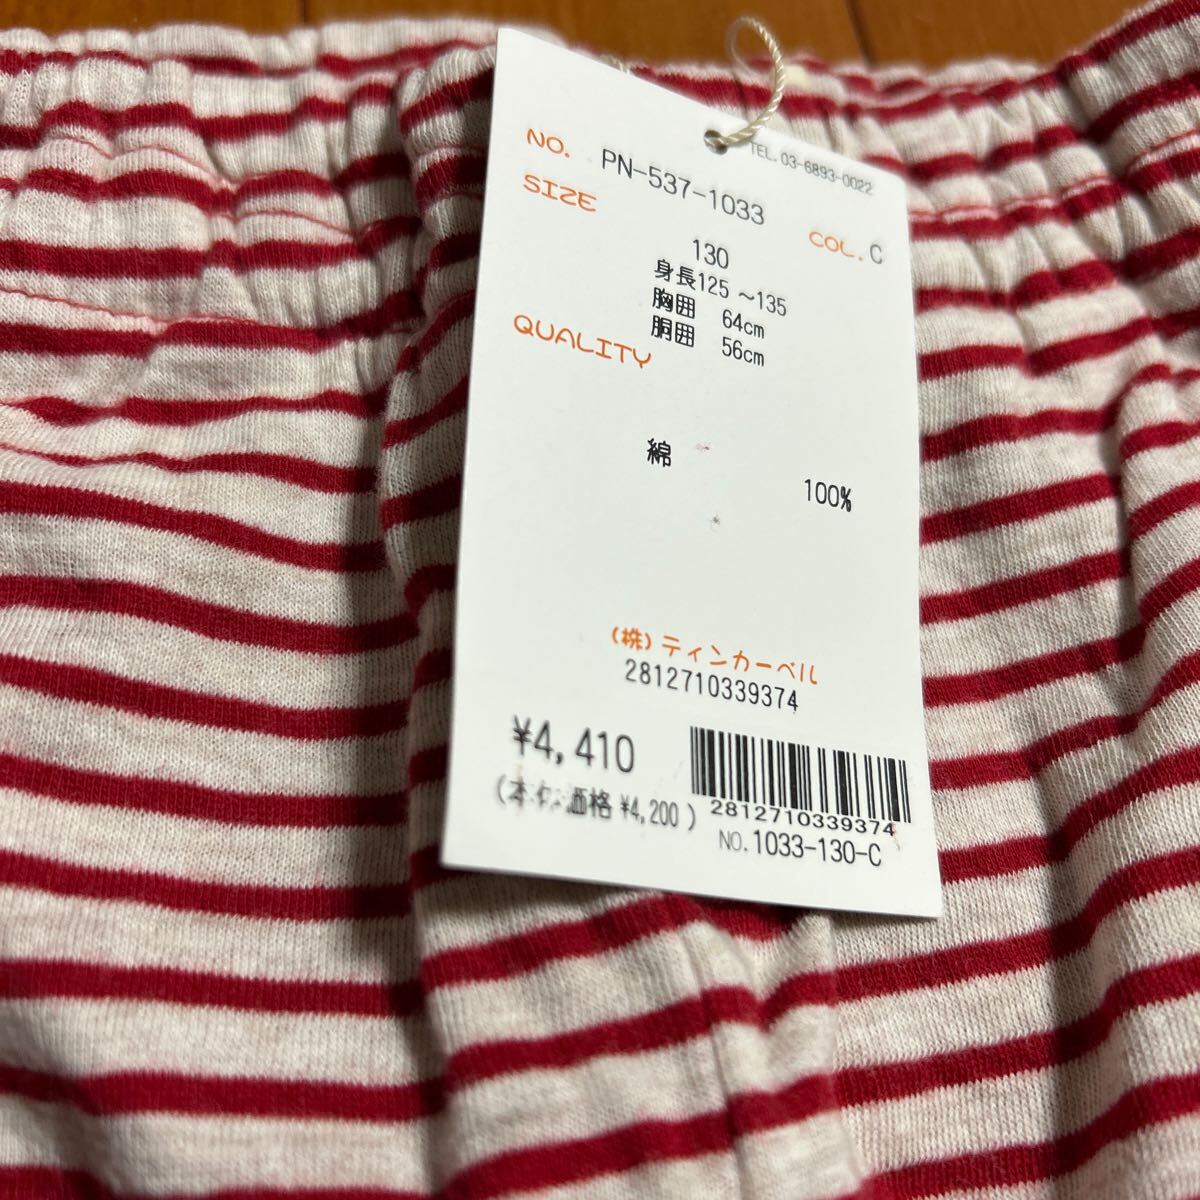 TEL.03-6893-0022
NO. PN-537-1033
COL. C
SIZE
130
身長125 ~135
胸囲 64cm
胴囲 56cm
QUALITY
綿 100%
(株)ティンカーベル
2812710339374
¥4,410
(本体価格 ¥4,200)
2812710339374
NO.1033-130-C